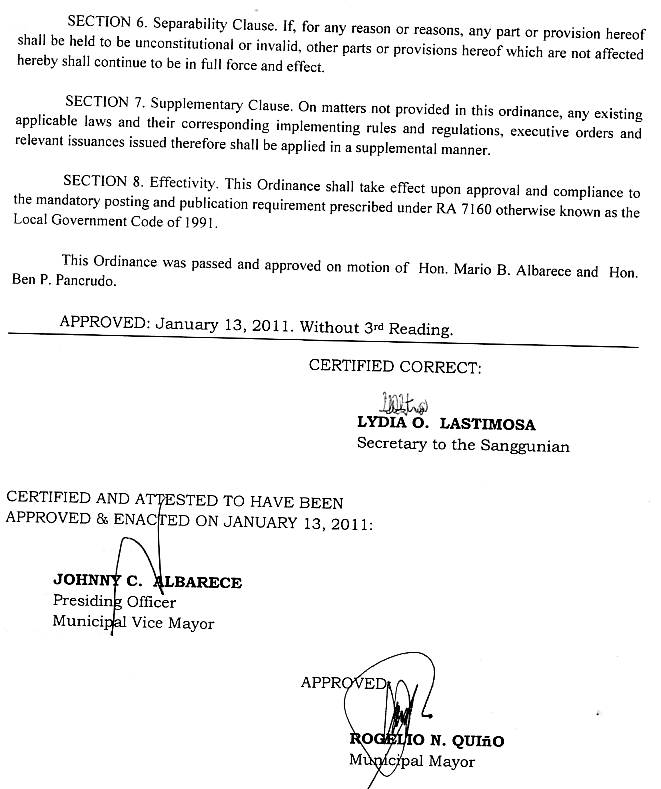 SECTION 6. Separability Clause. If, for any reason or reasons, any part or provision hereof
shall be held to be unconstitutional or invalid, other parts or provisions hereof which are not affected
hereby shall continue to be in full force and effect.
SECTION 7. Supplementary Clause. On matters not provided in this ordinance, any existing
applicable laws and their corresponding implementing rules and regulations, executive orders and
relevant issuances issued therefore shall be applied in a supplemental manner.
SECTION 8. Effectivity. This Ordinance shall take effect upon approval and compliance to
the mandatory posting and publication requirement prescribed under RA 7160 otherwise known as the
Local Government Code of 1991.
This Ordinance was passed and approved on motion of Hon. Mario B. Albarece and Hon.
Ben P. Pancrudo.
APPROVED: January 13, 2011. Without 3rd Reading.
CERTIFIED CORRECT:
LYDIA O. LASTIMOSA
Secretary to the Sanggunian
CERTIFIED AND ATTESTED TO HAVE BEEN
APPROVED & ENACTED ON JANUARY 13, 2011:
JOHNNY C. ALBARECE
Presiding Officer
Municipal Vice Mayor
APPROVED:
ROGELIO N. QUIñO
Municipal Mayor